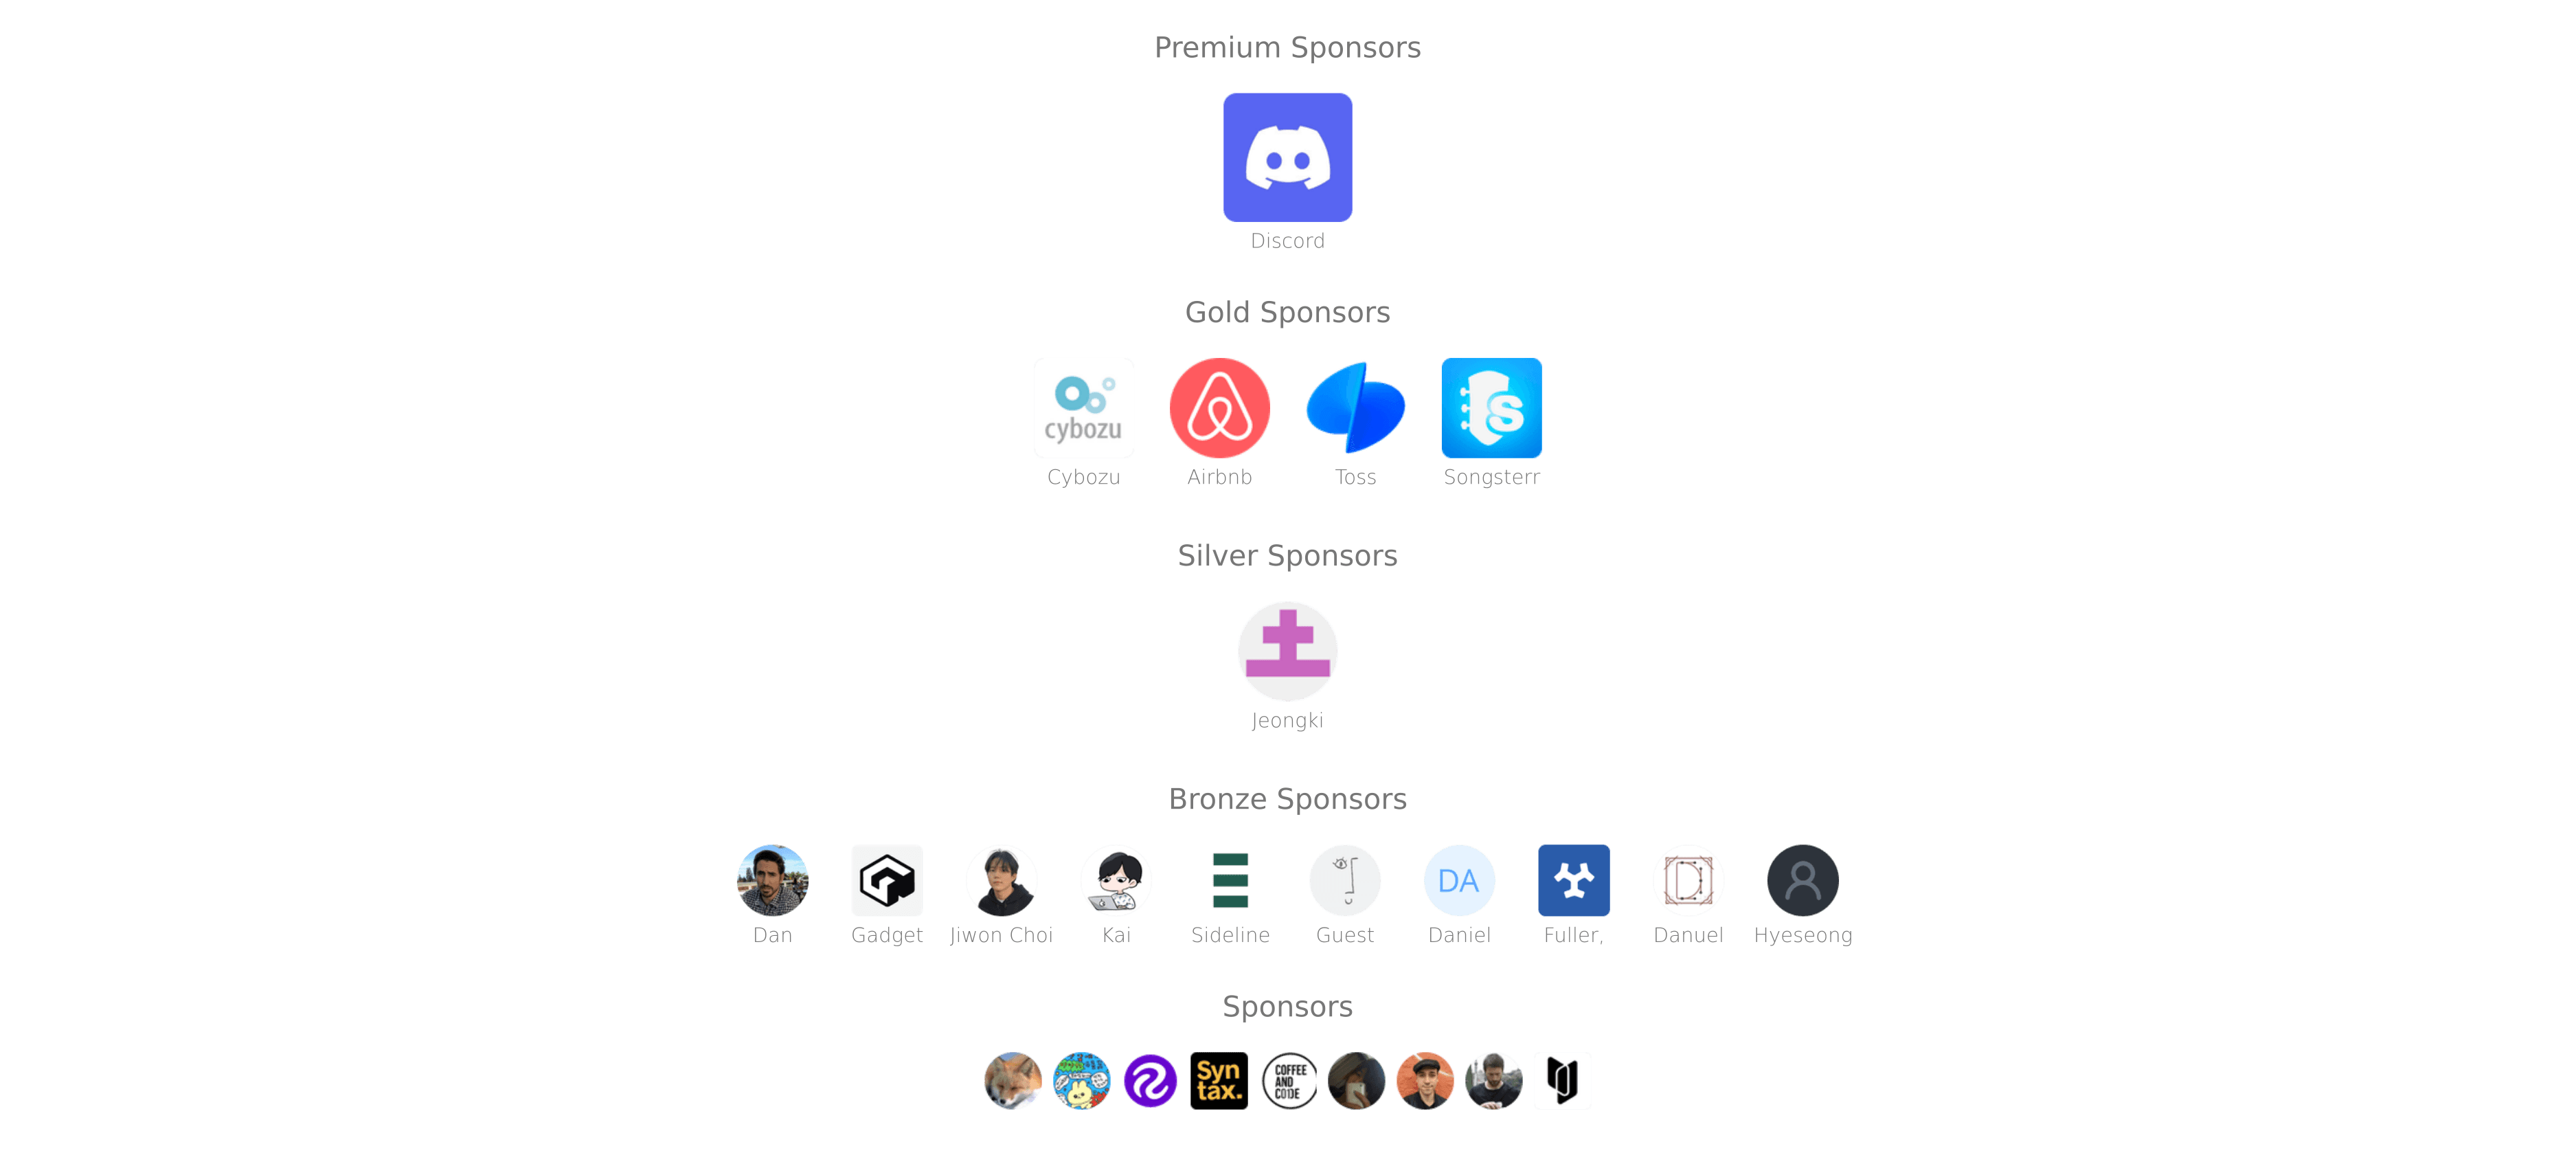 Premium Sponsors
Discord
Gold Sponsors
cybozu
Cybozu Airbnb Toss Songsterr
Silver Sponsors
Jeongki
Bronze Sponsors
DA
Dan Gadget Jiwon Choi Kai Sideline Guest Daniel Fuller, Danuel Hyeseong
Sponsors
Syn
tax.
COFFEE
AND
CODE